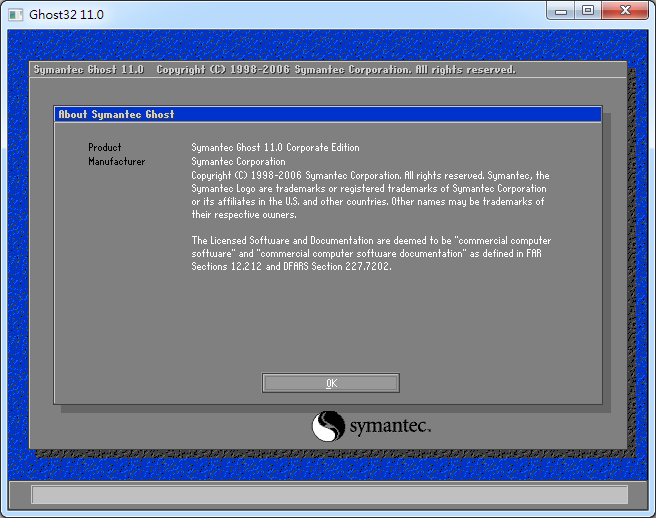 Ghost32 11.0
Symantec Ghost 11.0 Copyright (C) 1998-2006 Symantec Corporation. All rights reserved.
About Symantec Ghost
Product Symantec Ghost 11.0 Corporate Edition
Manufacturer Symantec Corporation
Copyright (C) 1998-2006 Symantec Corporation. All rights reserved. Symantec, the
Symantec Logo are trademarks or registered trademarks of Symantec Corporation
or its affiliates in the U.S. and other countries. Other names may be trademarks of
their respective owners.
The Licensed Software and Documentation are deemed to be "commercial computer
software" and "commercial computer software documentation" as defined in FAR
Sections 12.212 and DFARS Section 227.7202.
OK
symantec™